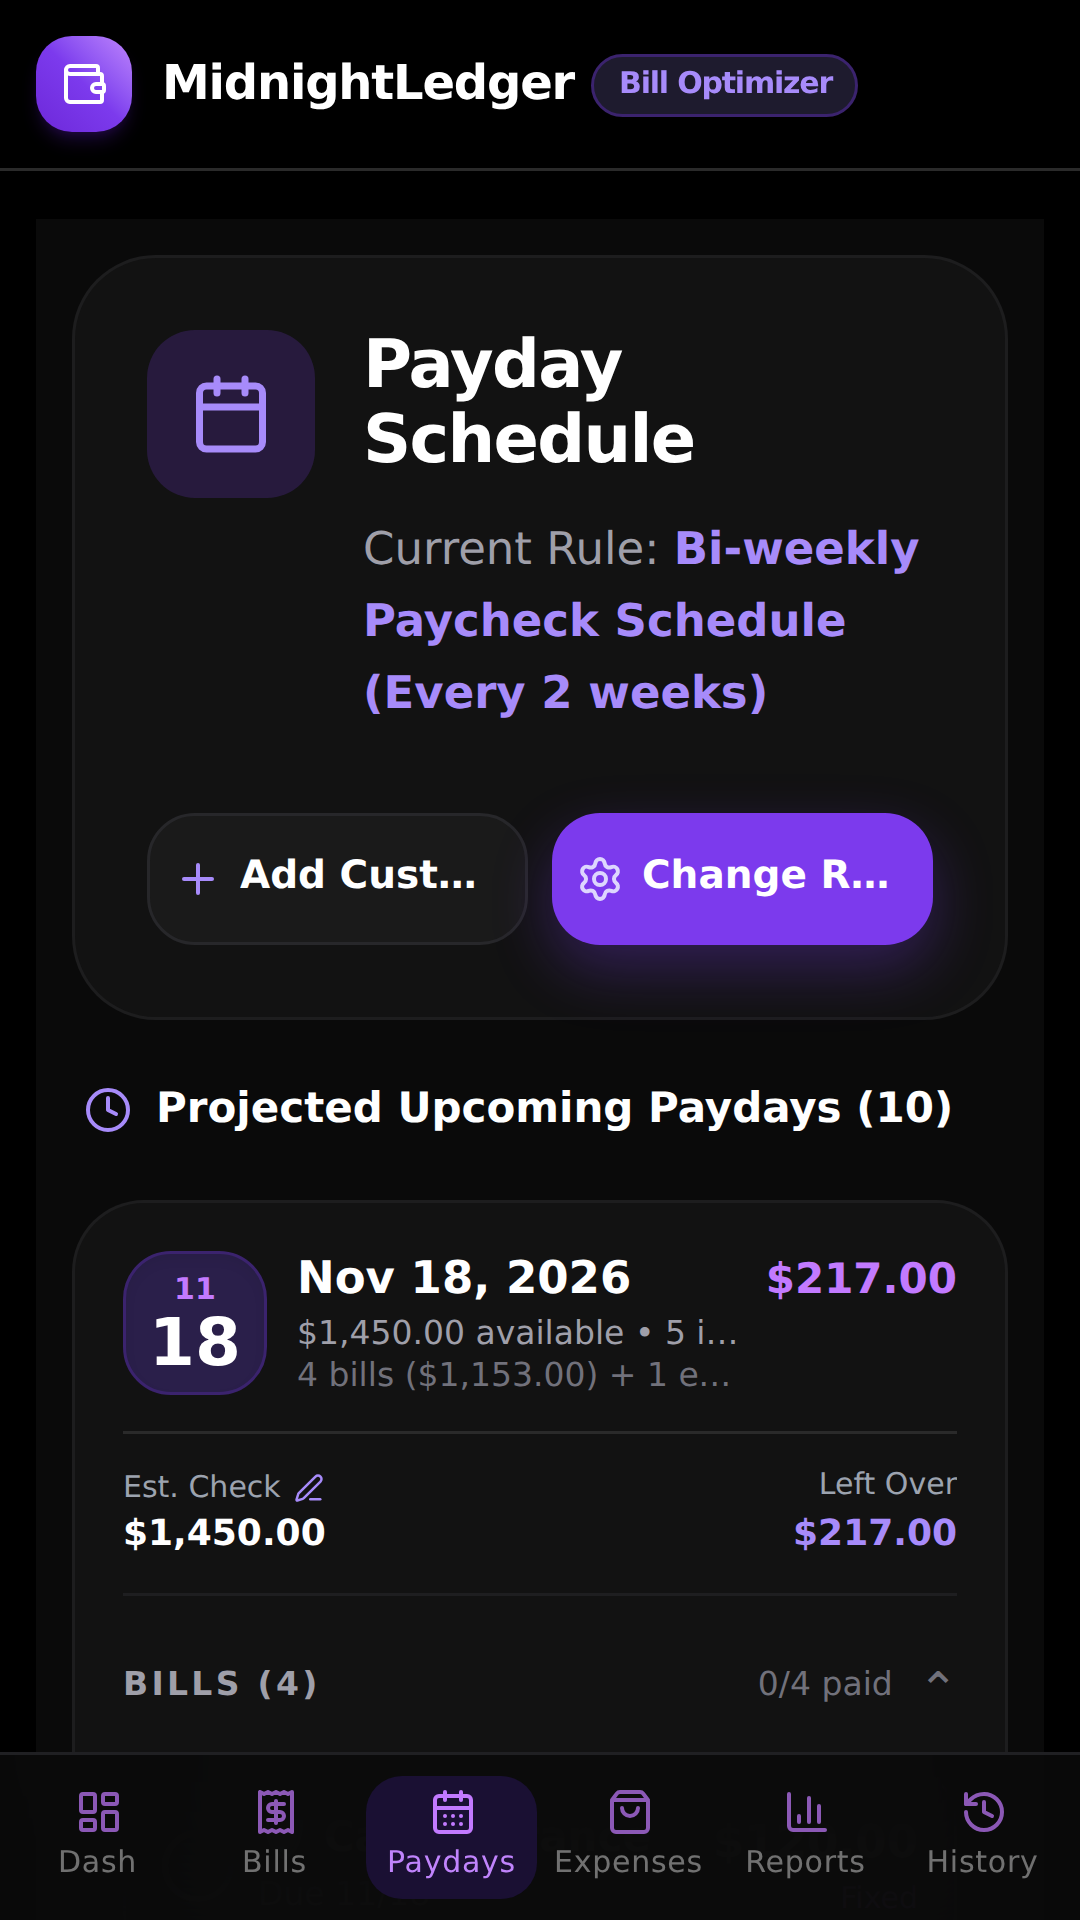 MidnightLedger Bill Optimizer
Payday
Schedule
Current Rule: Bi-weekly
Paycheck Schedule
(Every 2 weeks)
Add Cust...
Change R...
Projected Upcoming Paydays (10)
11
18
Nov 18, 2026
$217.00
$1,450.00 available • 5 i...
4 bills ($1,153.00) + 1 e...
Est. Check
$1,450.00
Left Over
$217.00
BILLS (4)
0/4 paid
Dash
Bills
Paydays
Expenses
Reports
History
Fixed